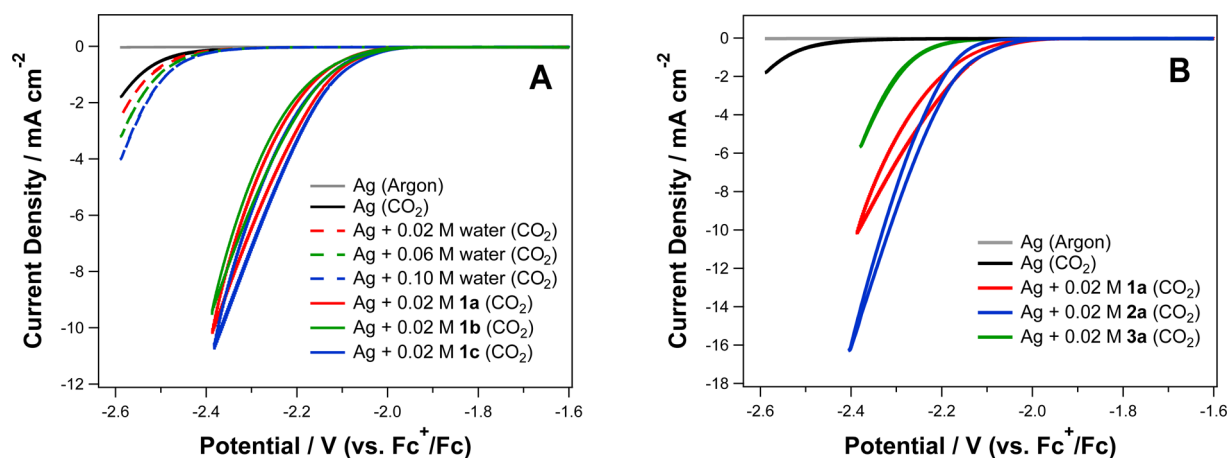 A
0
-2
-4
-6
-8
-10
-12
Current Density / mA cm⁻²
Ag (Argon)
Ag (CO₂)
Ag + 0.02 M water (CO₂)
Ag + 0.06 M water (CO₂)
Ag + 0.10 M water (CO₂)
Ag + 0.02 M 1a (CO₂)
Ag + 0.02 M 1b (CO₂)
Ag + 0.02 M 1c (CO₂)
-2.6 -2.4 -2.2 -2.0 -1.8 -1.6
Potential / V (vs. Fc⁺/Fc)
B
0
-2
-4
-6
-8
-10
-12
-14
-16
-18
Current Density / mA cm⁻²
Ag (Argon)
Ag (CO₂)
Ag + 0.02 M 1a (CO₂)
Ag + 0.02 M 2a (CO₂)
Ag + 0.02 M 3a (CO₂)
-2.6 -2.4 -2.2 -2.0 -1.8 -1.6
Potential / V (vs. Fc⁺/Fc)